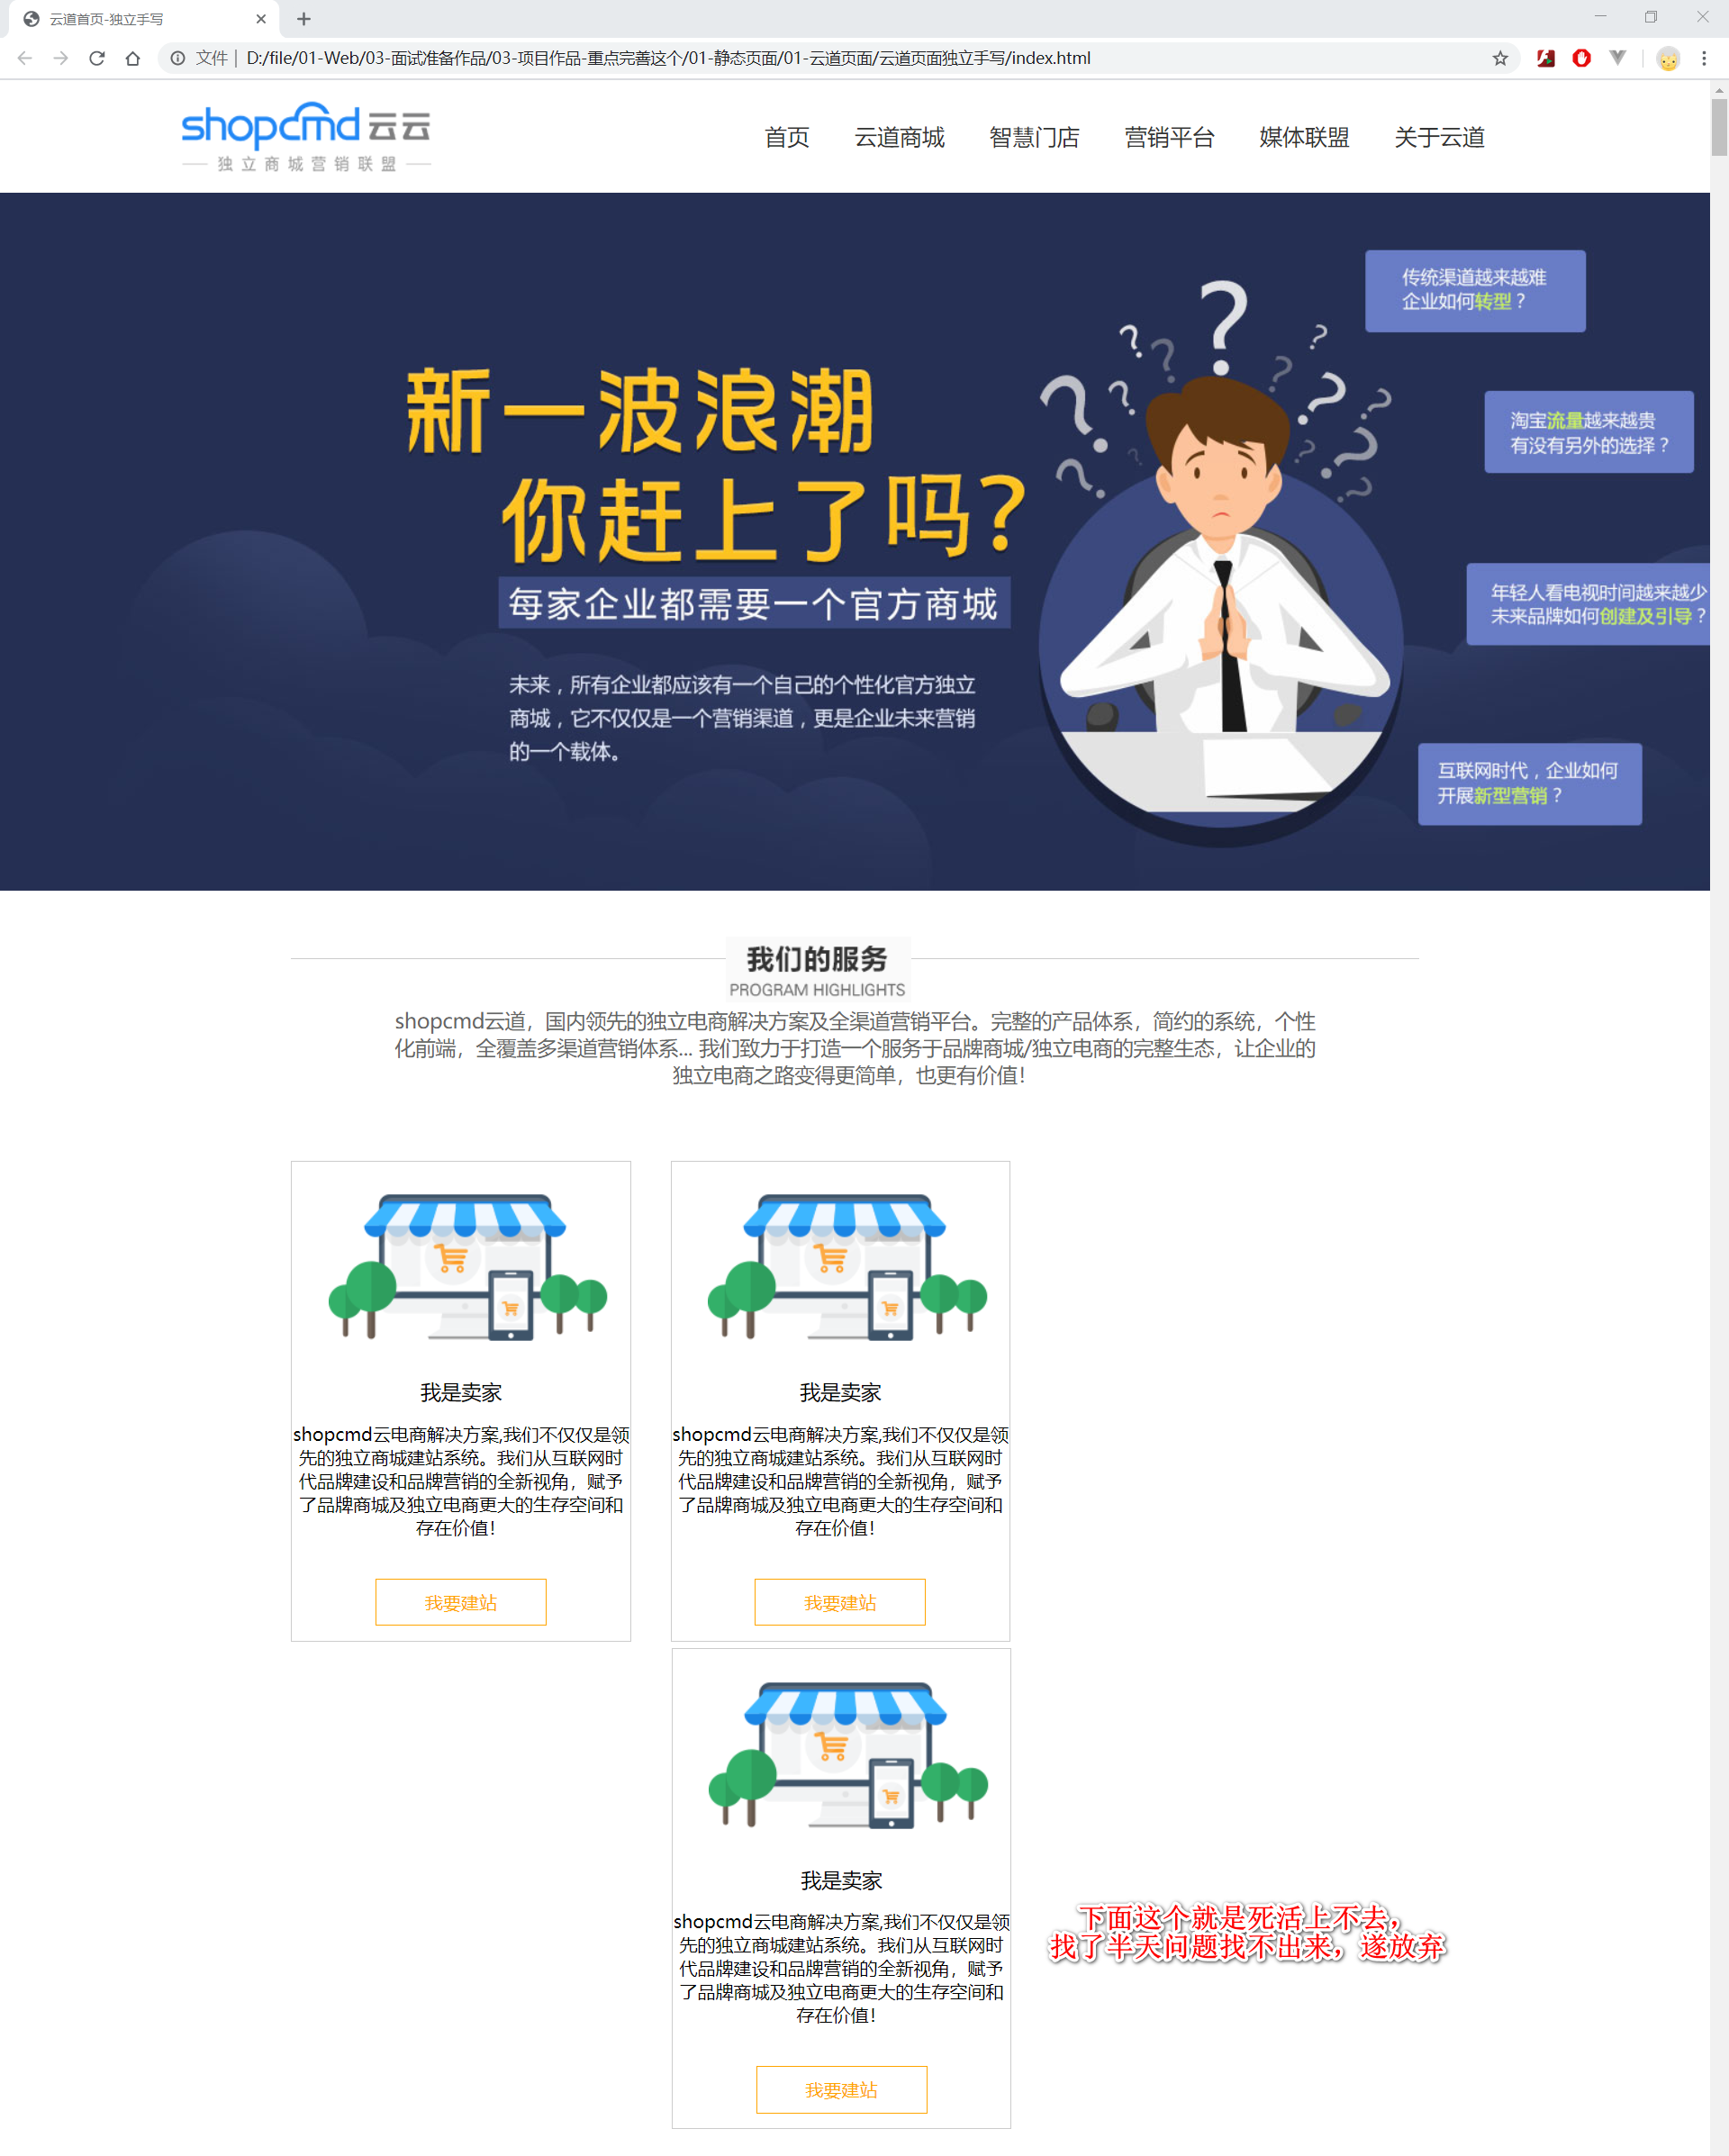 云道首页-独立手写
文件 | D:/file/01-Web/03-面试准备作品/03-项目作品-重点完善这个/01-静态页面/01-云道页面/云道页面独立手写/index.html
shopcmd 云云
独立商城营销联盟
首页 云道商城 智慧门店 营销平台 媒体联盟 关于云道
传统渠道越来越难
企业如何转型？
淘宝流量越来越贵
有没有另外的选择？
新一波浪潮
你赶上了吗?
每家企业都需要一个官方商城
年轻人看电视时间越来越少
未来品牌如何创建及引导？
未来，所有企业都应该有一个自己的个性化官方独立
商城，它不仅仅是一个营销渠道，更是企业未来营销
的一个载体。
互联网时代，企业如何
开展新型营销？
我们的服务
PROGRAM HIGHLIGHTS
shopcmd云道，国内领先的独立电商解决方案及全渠道营销平台。完整的产品体系，简约的系统，个性
化前端，全覆盖多渠道营销体系... 我们致力于打造一个服务于品牌商城/独立电商的完整生态，让企业的
独立电商之路变得更简单，也更有价值！
我是卖家
shopcmd云电商解决方案,我们不仅仅是领
先的独立商城建站系统。我们从互联网时
代品牌建设和品牌营销的全新视角，赋予
了品牌商城及独立电商更大的生存空间和
存在价值！
我要建站
我是卖家
shopcmd云电商解决方案,我们不仅仅是领
先的独立商城建站系统。我们从互联网时
代品牌建设和品牌营销的全新视角，赋予
了品牌商城及独立电商更大的生存空间和
存在价值！
我要建站
我是卖家
shopcmd云电商解决方案,我们不仅仅是领
先的独立商城建站系统。我们从互联网时
代品牌建设和品牌营销的全新视角，赋予
了品牌商城及独立电商更大的生存空间和
存在价值！
我要建站
下面这个就是死活上不去，
找了半天问题找不出来，遂放弃